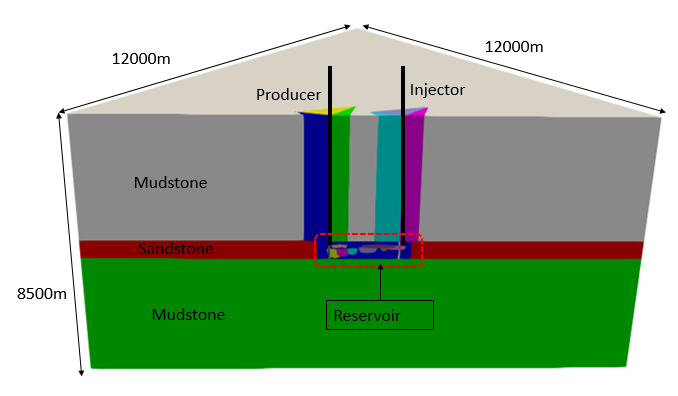 12000m
12000m
Producer
Injector
Mudstone
Sandstone
8500m
Mudstone
Reservoir